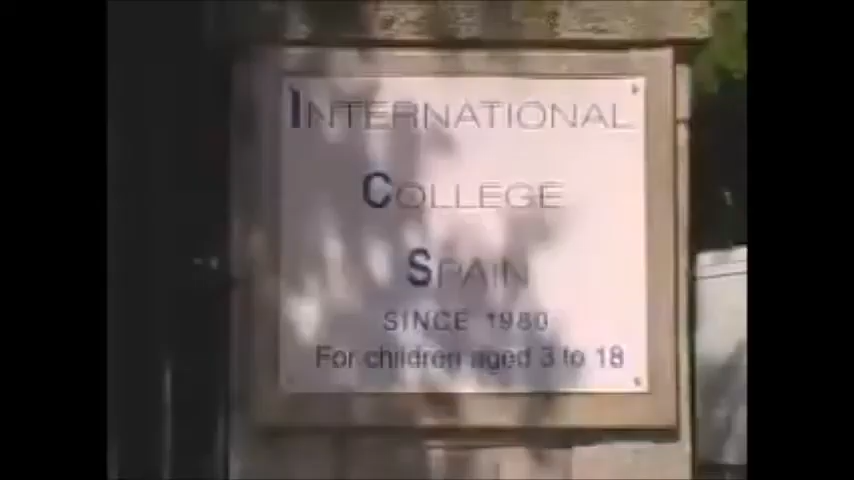 INTERNATIONAL
COLLEGE
SPAIN
SINCE 1980
For children aged 3 to 18